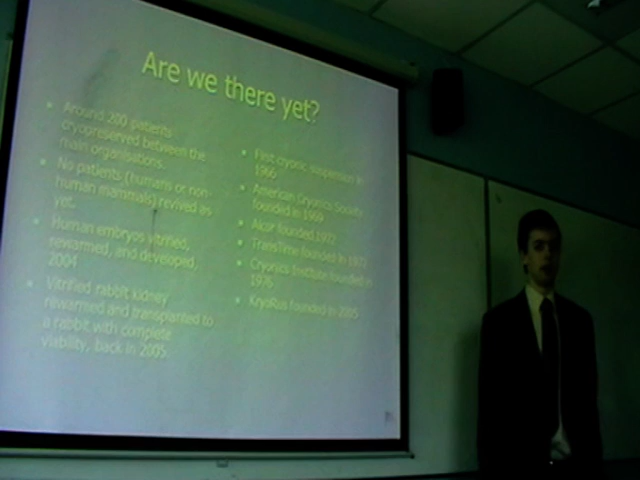 Are we there yet?
Around 200 patients
cryopreserved between the
main organisations.
No patients (humans or non-
human mammals) revived as
yet.
Human embryos vitrified,
rewarmed, and developed,
2004
Vitrified rabbit kidney
rewarmed and transplanted to
a rabbit with complete
viability, back in 2005
First cryonic suspension in
1966
American Cryonics Society
founded in 1969
Alcor founded 1972
TransTime founded in
Cryonics Institute founded in
1976
KryoRus founded in 2005